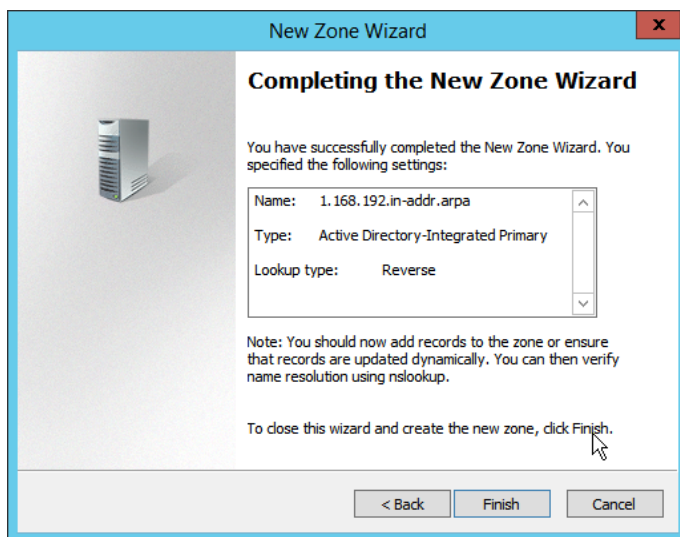 New Zone Wizard
x
Completing the New Zone Wizard
You have successfully completed the New Zone Wizard. You
specified the following settings:
Name: 1.168.192.in-addr.arpa
Type: Active Directory-Integrated Primary
Lookup type: Reverse
Note: You should now add records to the zone or ensure
that records are updated dynamically. You can then verify
name resolution using nslookup.
To close this wizard and create the new zone, click Finish.
< Back Finish Cancel